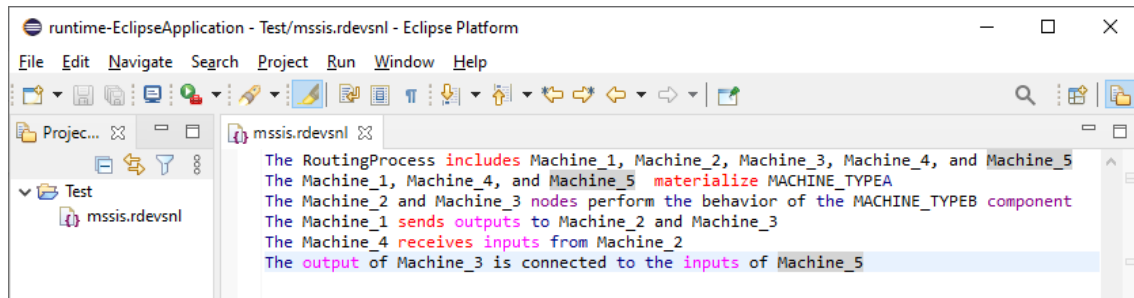 runtime-EclipseApplication - Test/mssis.rdevsnl - Eclipse Platform
File Edit Navigate Search Project Run Window Help
Projec...
mssis.rdevsnl
Test
mssis.rdevsnl
The RoutingProcess includes Machine_1, Machine_2, Machine_3, Machine_4, and Machine_5
The Machine_1, Machine_4, and Machine_5  materialize MACHINE_TYPEA
The Machine_2 and Machine_3 nodes perform the behavior of the MACHINE_TYPEB component
The Machine_1 sends outputs to Machine_2 and Machine_3
The Machine_4 receives inputs from Machine_2
The output of Machine_3 is connected to the inputs of Machine_5